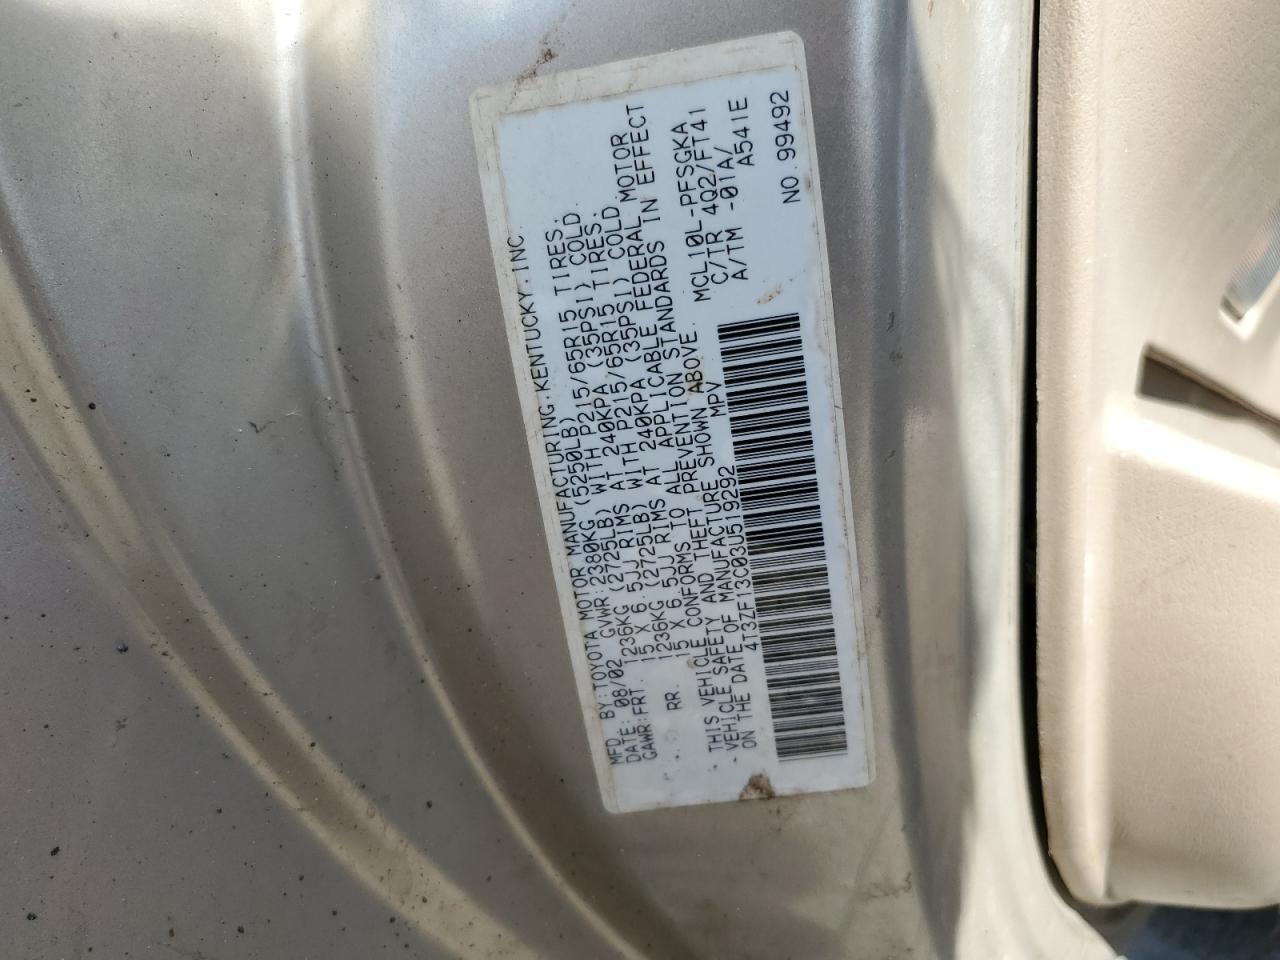 MFD. BY:TOYOTA MOTOR MANUFACTURING.KENTUCKY.INC.
DATE: 08/02 GVWR:2380KG (5250LB)
GAWR:FRT. 1236KG (2725LB) WITH P215/65R15 TIRES.
15 X 6.5JJ RIMS AT 240KPA (35PSI) COLD.
RR. 1236KG (2725LB) WITH P215/65R15 TIRES.
15 X 6.5JJ RIMS AT 240KPA (35PSI) COLD.
- THIS VEHICLE CONFORMS TO ALL APPLICABLE FEDERAL MOTOR
- VEHICLE SAFETY AND THEFT PREVENTION STANDARDS IN EFFECT
ON THE DATE OF MANUFACTURE SHOWN ABOVE.
4T3ZF13C03U519292 MPV
MCL10L-PFSGKA
C/TR 4Q2/FT41
A/TM -01A/
A541E
NO.99492